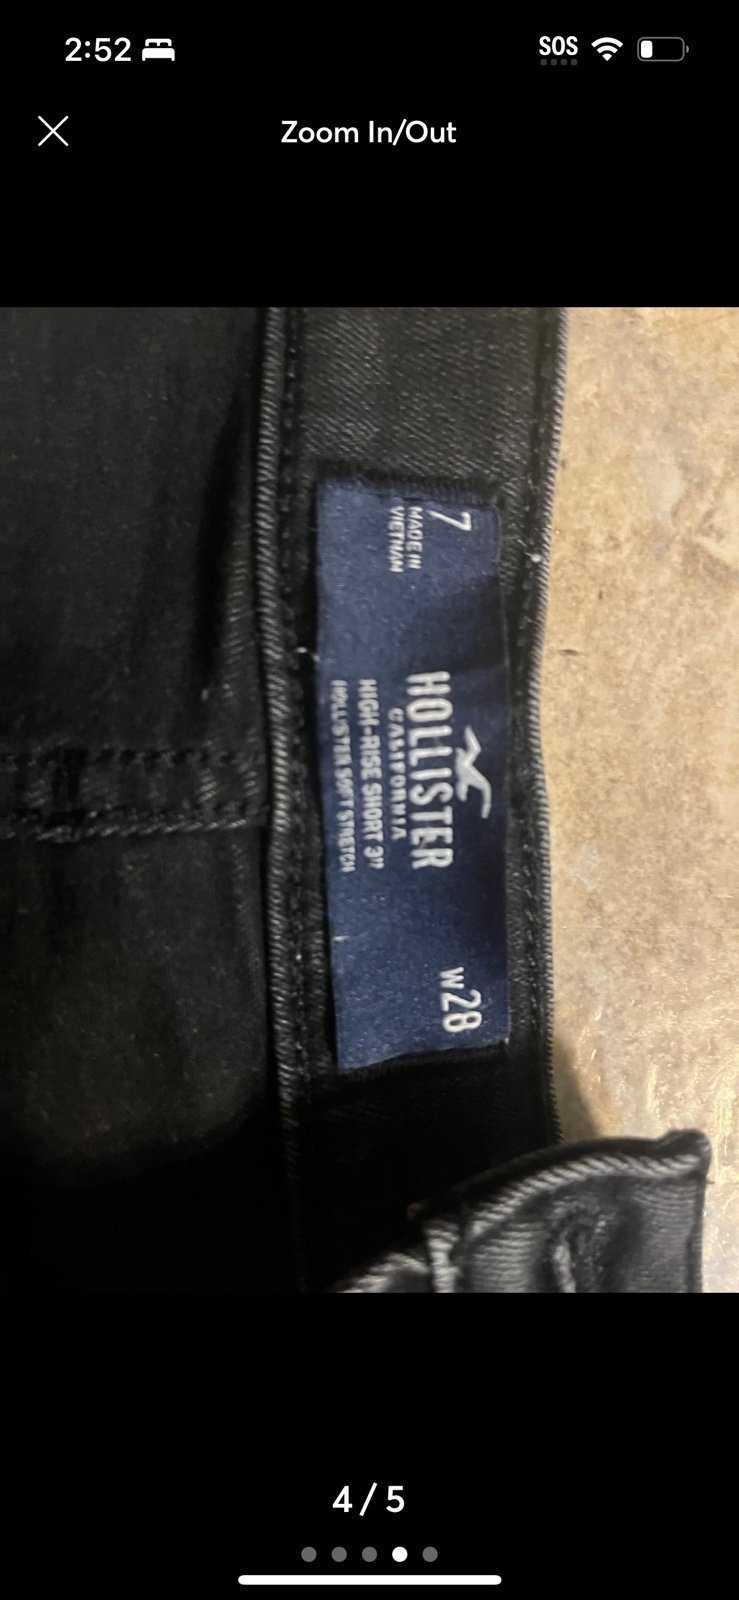 2:52
SOS
Zoom In/Out
7
MADE IN
VIETNAM
HOLLISTER
CALIFORNIA
HIGH-RISE SHORT 3"
HOLLISTER SOFT STRETCH
W 28
4 / 5